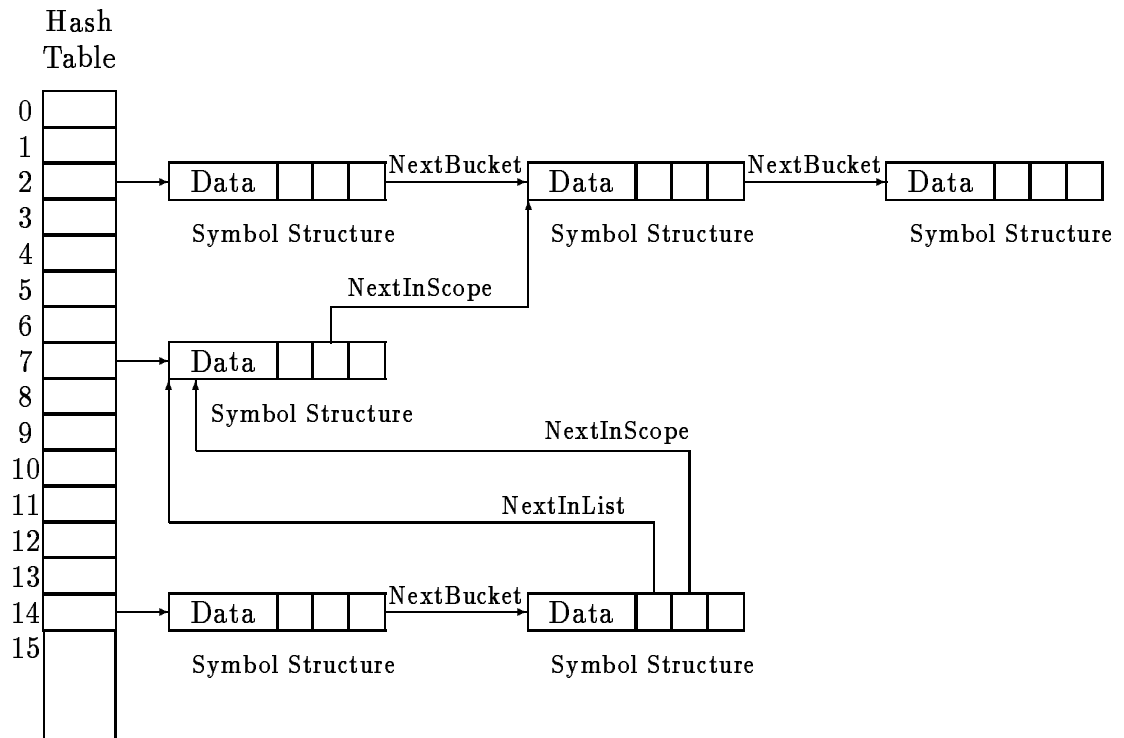 Hash
Table
0
1
NextBucket NextBucket
2 Data Data Data
3 Symbol Structure Symbol Structure Symbol Structure
4
5 NextInScope
6
7 Data
8
Symbol Structure
9 NextInScope
10
11 NextInList
12
13
NextBucket
14 Data Data
15
Symbol Structure Symbol Structure